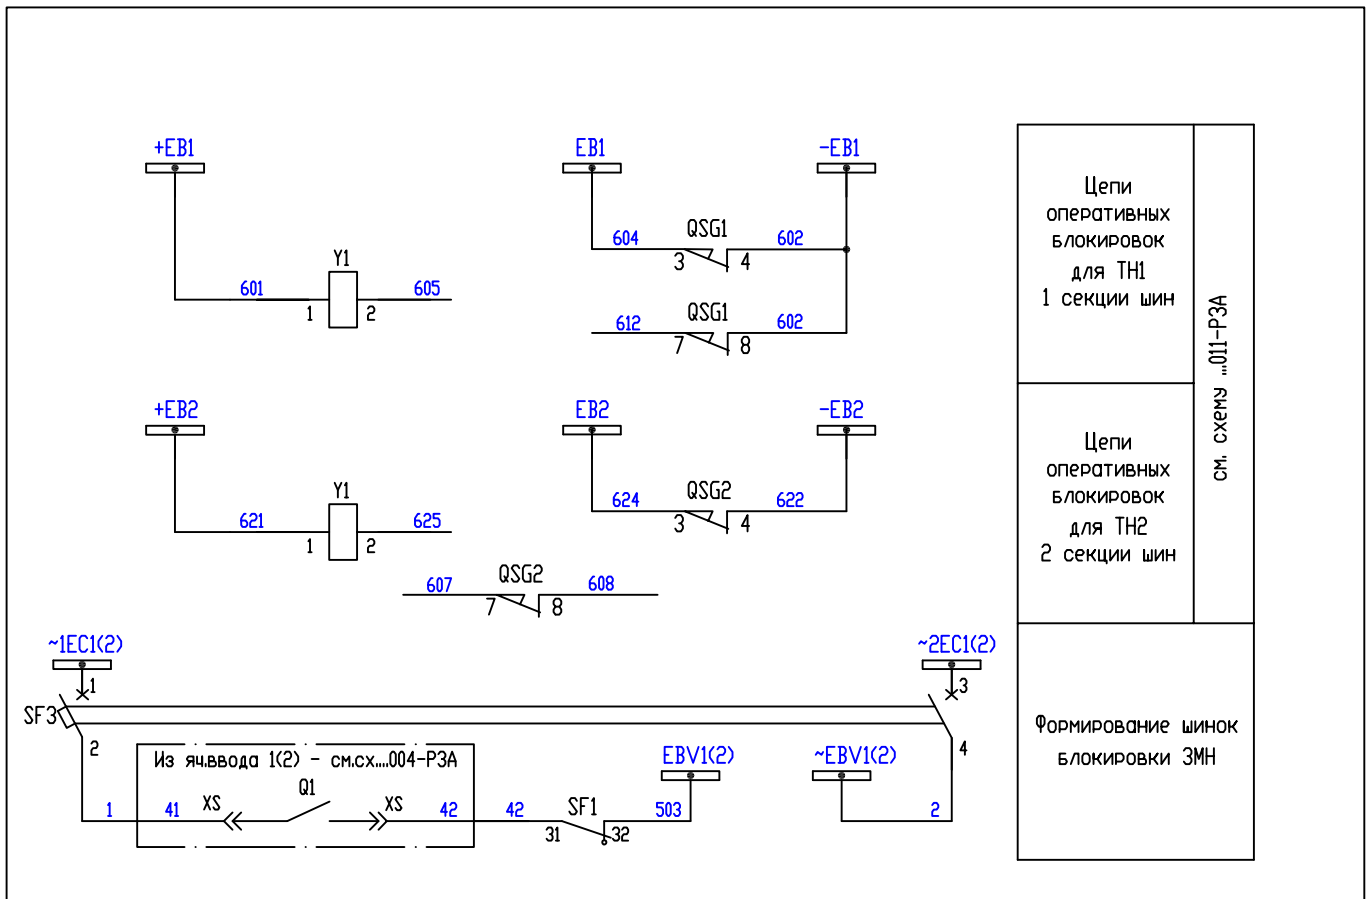 +EB1
EB1
-EB1
QSG1
604
602
3
4
Y1
601
605
1
2
QSG1
612
602
7
8
+EB2
EB2
-EB2
QSG2
624
622
3
4
Y1
621
625
1
2
QSG2
607
608
7
8
~1EC1(2)
~2EC1(2)
1
3
SF3
2
4
Из яч.ввода 1(2) - см.сх....004-РЗА
EBV1(2)
~EBV1(2)
Q1
1
41
XS
XS
42
42
SF1
503
2
31
32
Цепи
оперативных
блокировок
для ТН1
1 секции шин
Цепи
оперативных
блокировок
для ТН2
2 секции шин
см. схему ...011-РЗА
Формирование шинок
блокировки ЗМН